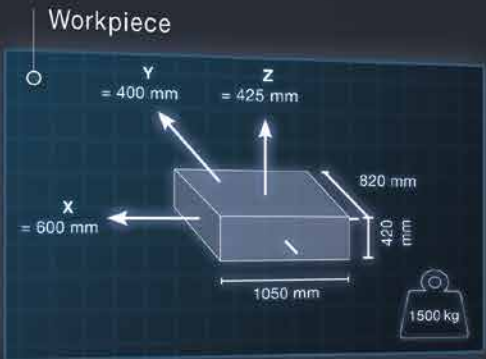 Workpiece
Y
= 400 mm
Z
= 425 mm
X
= 600 mm
820 mm
420
mm
1050 mm
1500 kg